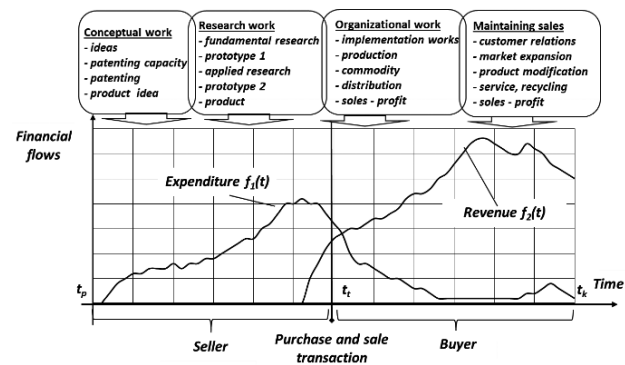 Conceptual work
- ideas
- patenting capacity
- patenting
- product idea
Research work
- fundamental research
- prototype 1
- applied research
- prototype 2
- product
Organizational work
- implementation works
- production
- commodity
- distribution
- soles - profit
Maintaining sales
- customer relations
- market expansion
- product modification
- service, recycling
- soles - profit
Financial
flows
Expenditure f1(t)
Revenue f2(t)
tp
tt
tk
Time
Seller
Purchase and sale
transaction
Buyer